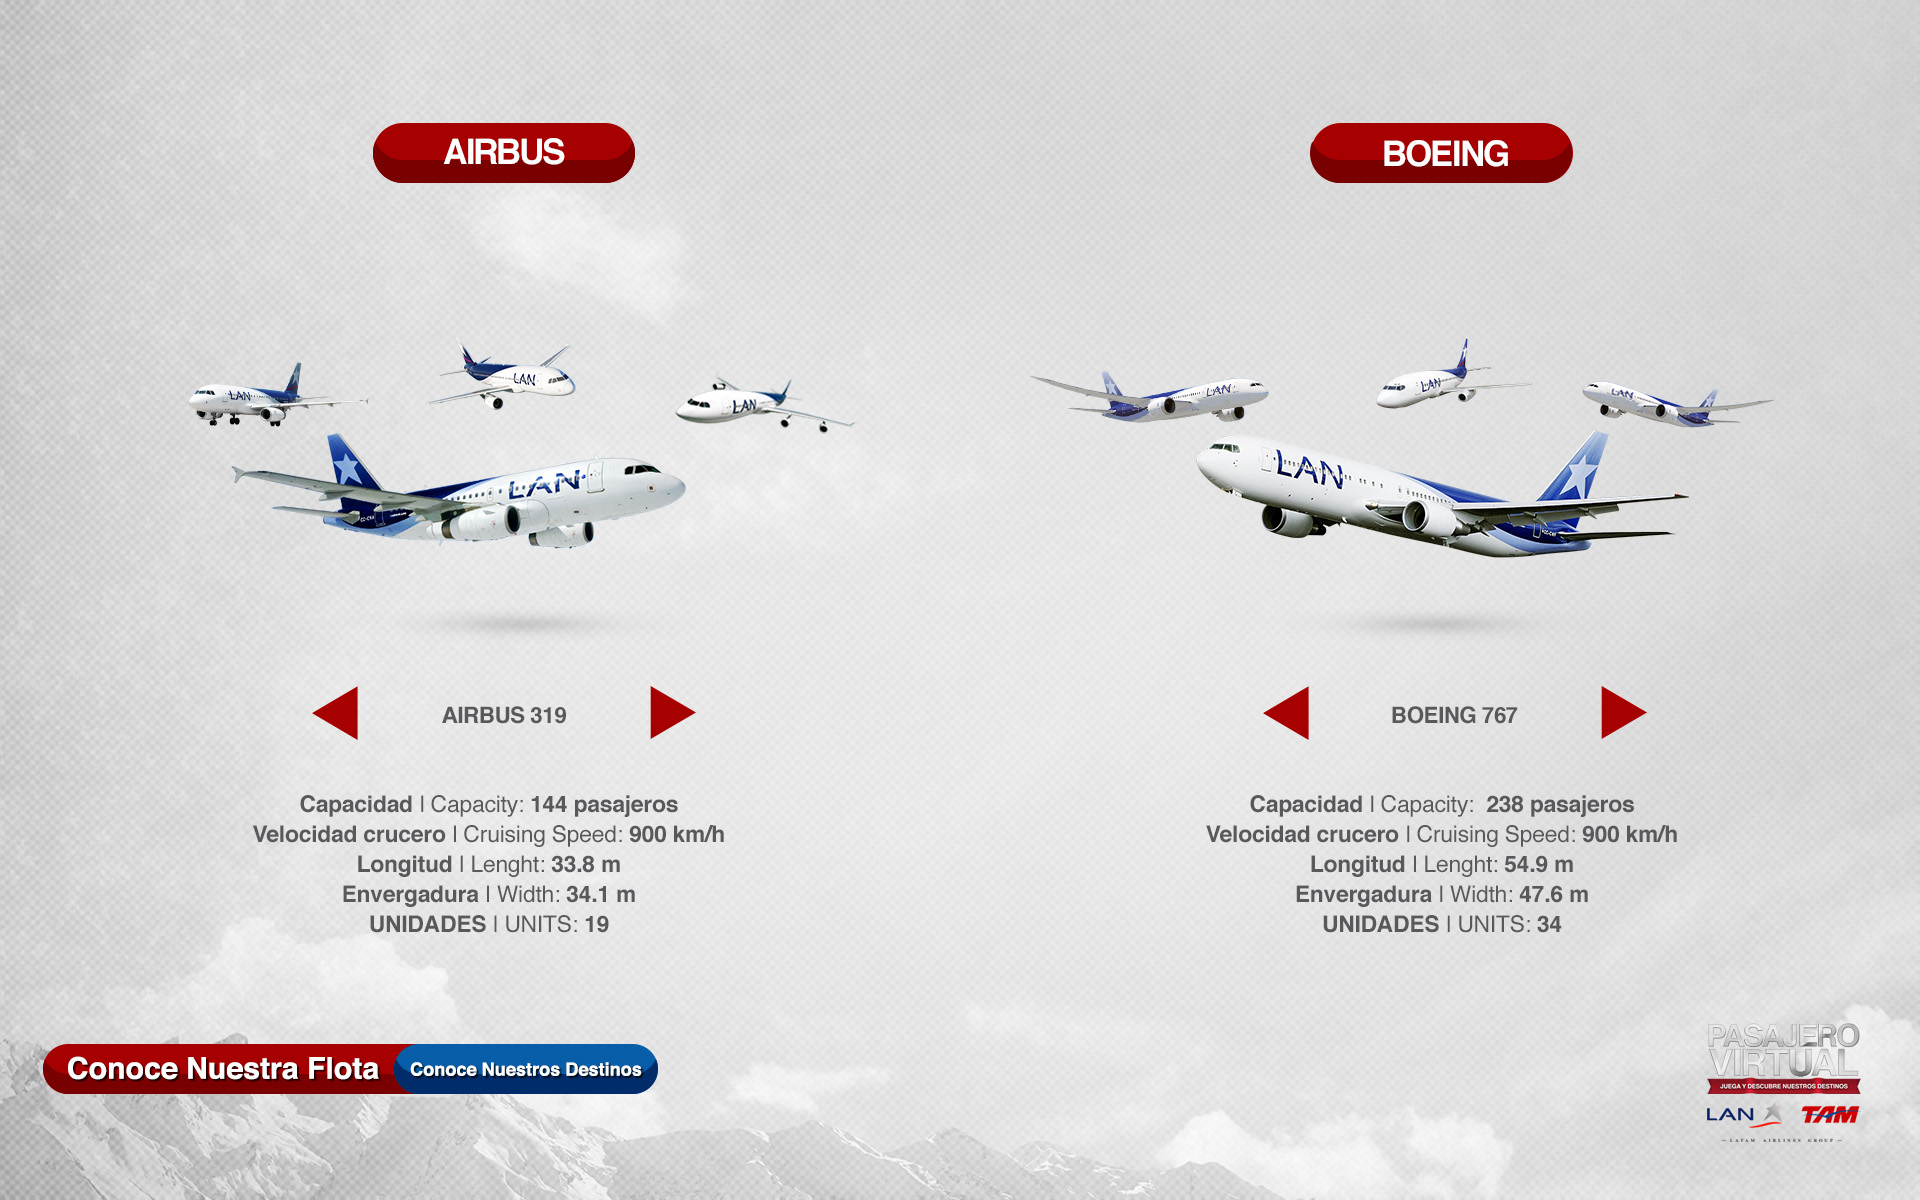 AIRBUS
BOEING
LAN
LAN
LAN
LAN
LAN
LAN
LAN
LAN
AIRBUS 319
BOEING 767
Capacidad | Capacity: 144 pasajeros
Velocidad crucero | Cruising Speed: 900 km/h
Longitud | Lenght: 33.8 m
Envergadura | Width: 34.1 m
UNIDADES | UNITS: 19
Capacidad | Capacity: 238 pasajeros
Velocidad crucero | Cruising Speed: 900 km/h
Longitud | Lenght: 54.9 m
Envergadura | Width: 47.6 m
UNIDADES | UNITS: 34
Conoce Nuestra Flota
Conoce Nuestros Destinos
PASAJERO
VIRTUAL
JUEGA Y DESCUBRE NUESTROS DESTINOS
LAN TAM
LATAM AIRLINES GROUP